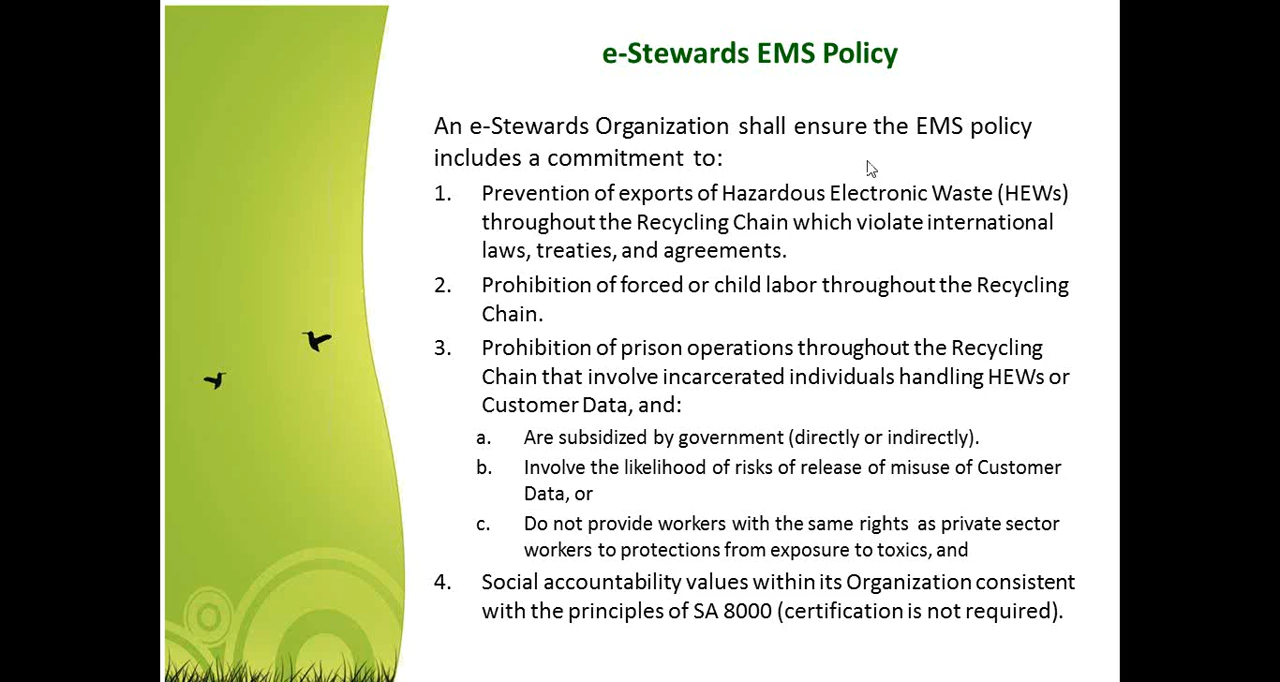 e-Stewards EMS Policy
An e-Stewards Organization shall ensure the EMS policy
includes a commitment to:
1. Prevention of exports of Hazardous Electronic Waste (HEWs)
throughout the Recycling Chain which violate international
laws, treaties, and agreements.
2. Prohibition of forced or child labor throughout the Recycling
Chain.
3. Prohibition of prison operations throughout the Recycling
Chain that involve incarcerated individuals handling HEWs or
Customer Data, and:
a. Are subsidized by government (directly or indirectly).
b. Involve the likelihood of risks of release of misuse of Customer
Data, or
c. Do not provide workers with the same rights as private sector
workers to protections from exposure to toxics, and
4. Social accountability values within its Organization consistent
with the principles of SA 8000 (certification is not required).